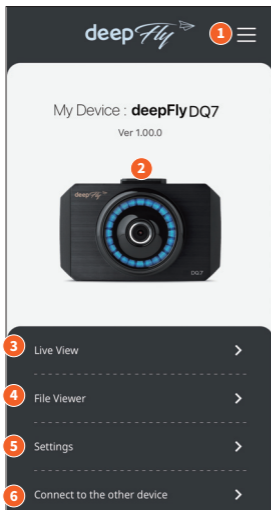 deepFly
1
My Device : deepFly DQ7
Ver 1.00.0
2
deepFly
DQ7
3 Live View
4 File Viewer
5 Settings
6 Connect to the other device